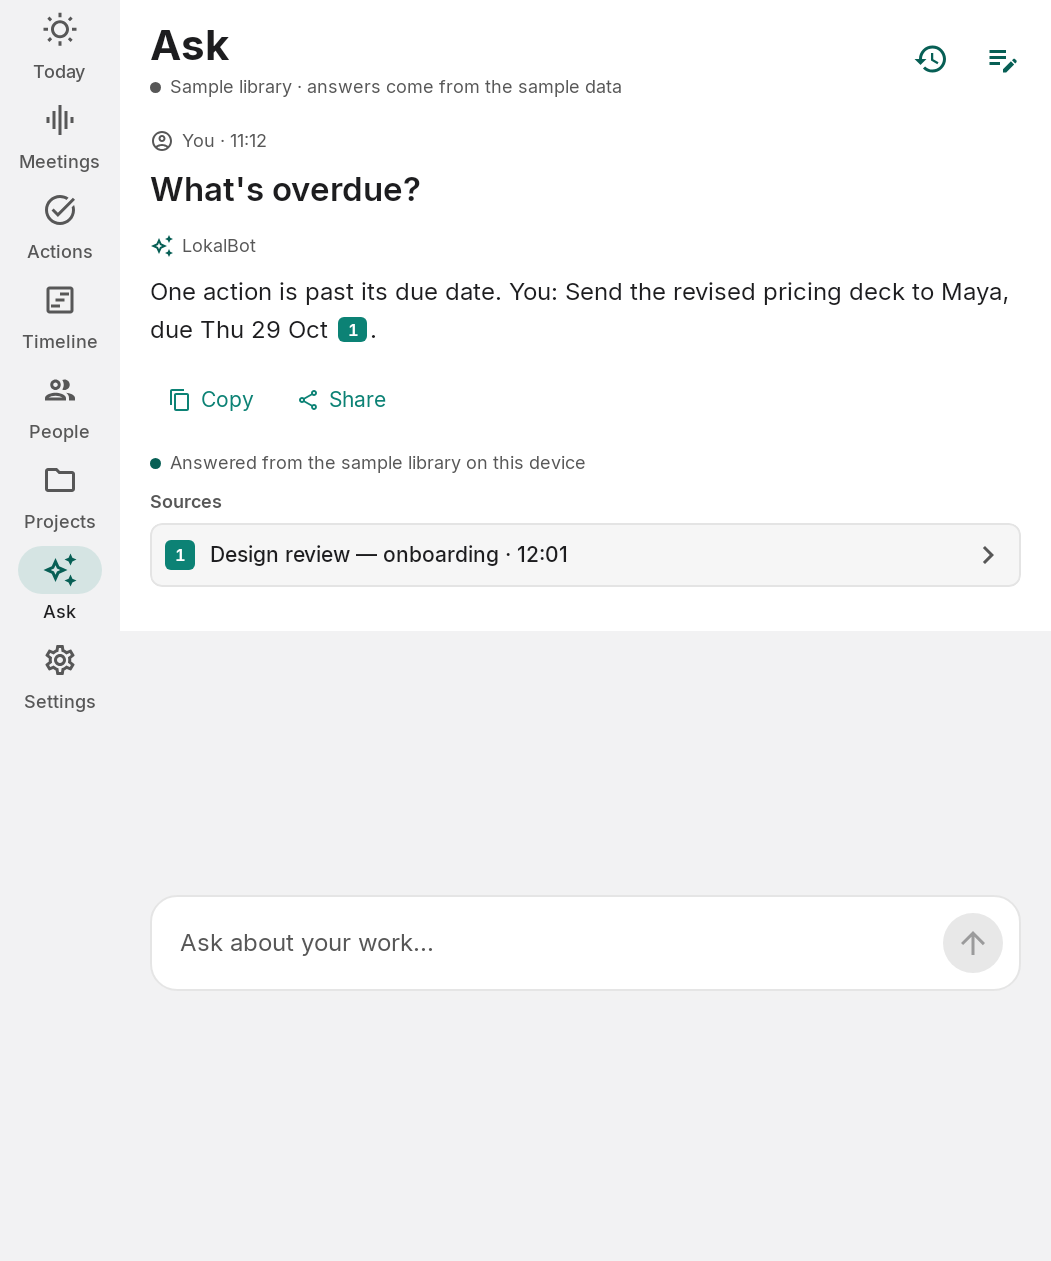 Today
Meetings
Actions
Timeline
People
Projects
Ask
Settings
Ask
Sample library · answers come from the sample data
You · 11:12
What's overdue?
LokalBot
One action is past its due date. You: Send the revised pricing deck to Maya,
due Thu 29 Oct 1.
Copy
Share
Answered from the sample library on this device
Sources
1 Design review — onboarding · 12:01
Ask about your work...